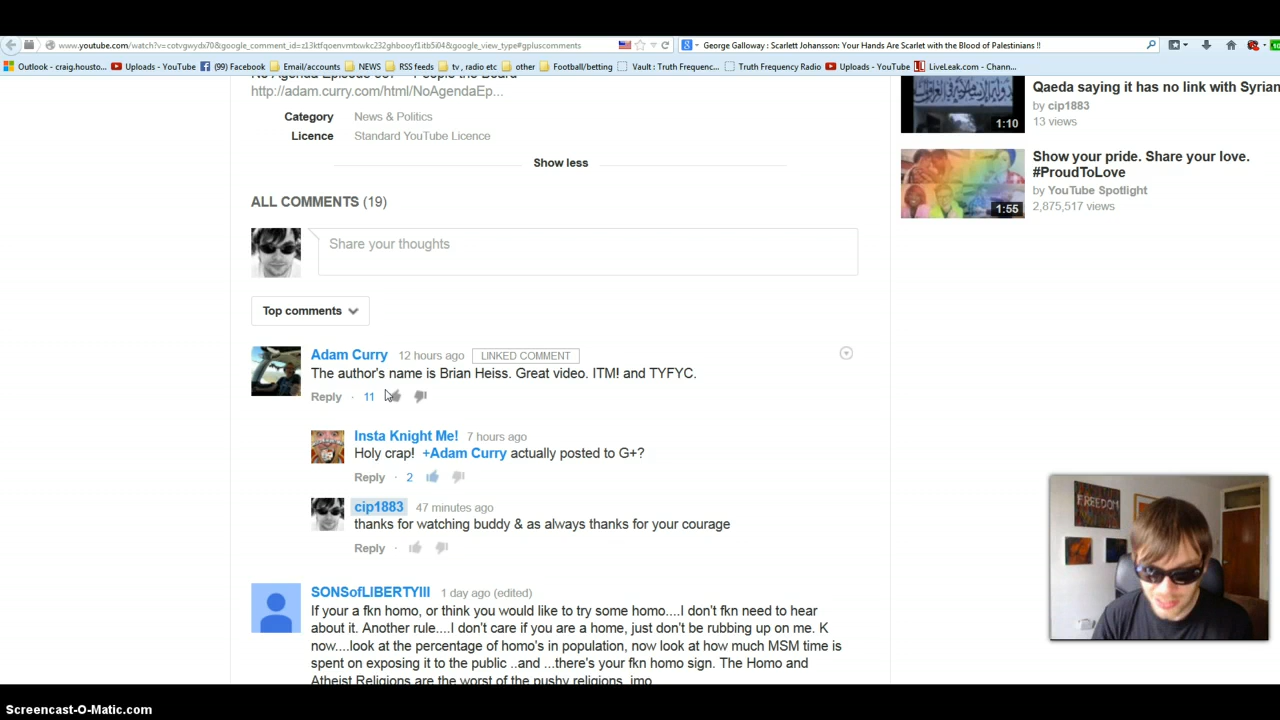 www.youtube.com/watch?v=cotvgwydx70&google_comment_id=z13ktfqoenvmtxwkc232ghbooyf1itb5i04&google_view_type#gpluscomments
George Galloway : Scarlett Johansson: Your Hands Are Scarlet with the Blood of Palestinians !!
Outlook - craig.housto... Uploads - YouTube (99) Facebook Email/accounts NEWS RSS feeds tv , radio etc other Football/betting Vault : Truth Frequenc... Truth Frequency Radio Uploads - YouTube LiveLeak.com - Chann...
http://adam.curry.com/html/NoAgendaEp...
Category News & Politics
Licence Standard YouTube Licence
Show less
ALL COMMENTS (19)
Share your thoughts
Top comments
Adam Curry 12 hours ago LINKED COMMENT
The author's name is Brian Heiss. Great video. ITM! and TYFYC.
Reply · 11
Insta Knight Me! 7 hours ago
Holy crap! +Adam Curry actually posted to G+?
Reply · 2
cip1883 47 minutes ago
thanks for watching buddy & as always thanks for your courage
Reply ·
SONSofLIBERTYIII 1 day ago (edited)
If your a fkn homo, or think you would like to try some homo....I don't fkn need to hear
about it. Another rule....I don't care if you are a home, just don't be rubbing up on me. K
now....look at the percentage of homo's in population, now look at how much MSM time is
spent on exposing it to the public ..and ...there's your fkn homo sign. The Homo and
Atheist Religions are the worst of the pushy religions. imo
Qaeda saying it has no link with Syrian
by cip1883
13 views
1:10
Show your pride. Share your love.
#ProudToLove
by YouTube Spotlight
2,875,517 views
1:55
FREEDOM
Screencast-O-Matic.com